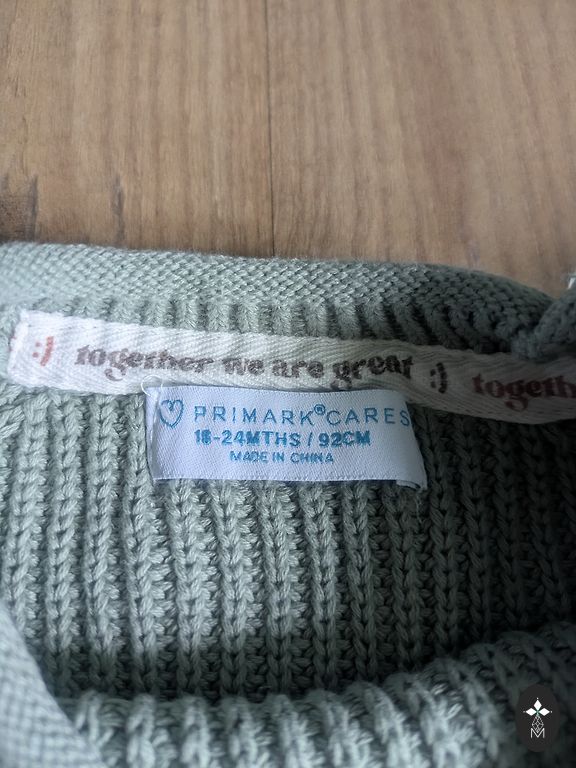 :) together we are great :) togeth
PRIMARK® CARES
18-24MTHS / 92CM
MADE IN CHINA
M